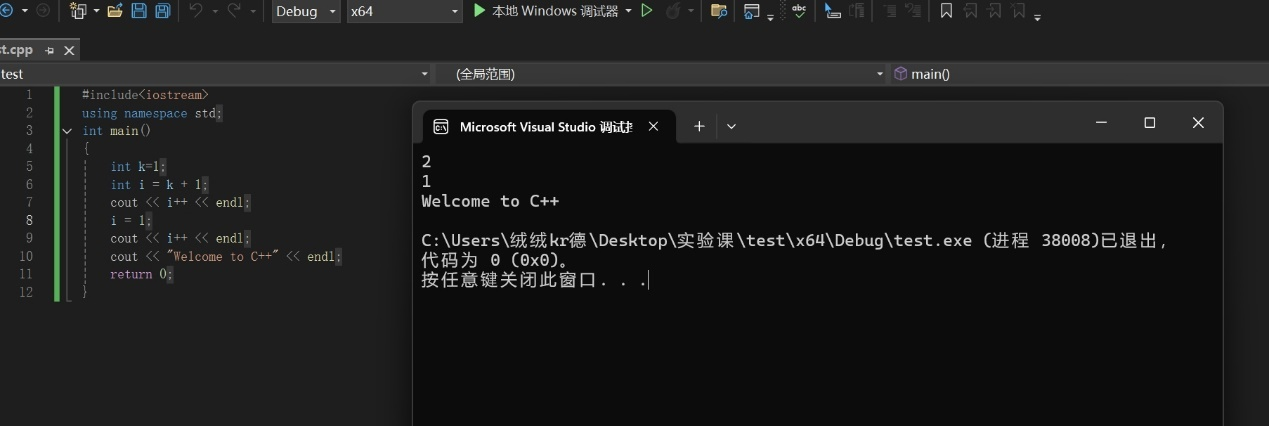 Debug
x64
本地 Windows 调试器
abc
t.cpp
test
(全局范围)
main()
1 #include<iostream>
2 using namespace std;
3 int main()
4 {
5 int k=1;
6 int i = k + 1;
7 cout << i++ << endl;
8 i = 1;
9 cout << i++ << endl;
10 cout << "Welcome to C++" << endl;
11 return 0;
12 }
Microsoft Visual Studio 调试
2
1
Welcome to C++
C:\Users\绒绒kr德\Desktop\实验课\test\x64\Debug\test.exe (进程 38008)已退出,
代码为 0 (0x0)。
按任意键关闭此窗口. . .